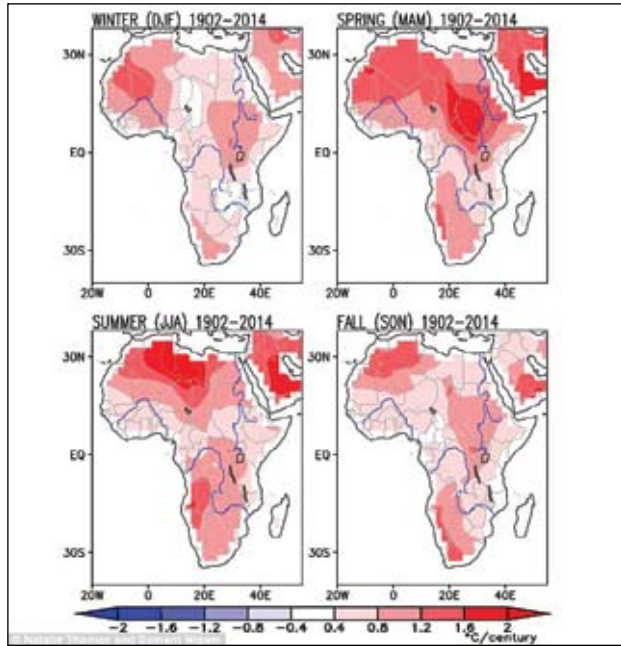 WINTER (DJF) 1902-2014
SPRING (MAM) 1902-2014
30N
EQ
30S
20W 0 20E 40E
30N
EQ
30S
20W 0 20E 40E
SUMMER (JJA) 1902-2014
FALL (SON) 1902-2014
30N
EQ
30S
20W 0 20E 40E
30N
EQ
30S
20W 0 20E 40E
-2 -1.6 -1.2 -0.8 -0.4 0.4 0.8 1.2 1.6 2
°C/century
© Natalie Thomas and Sumant Nigam